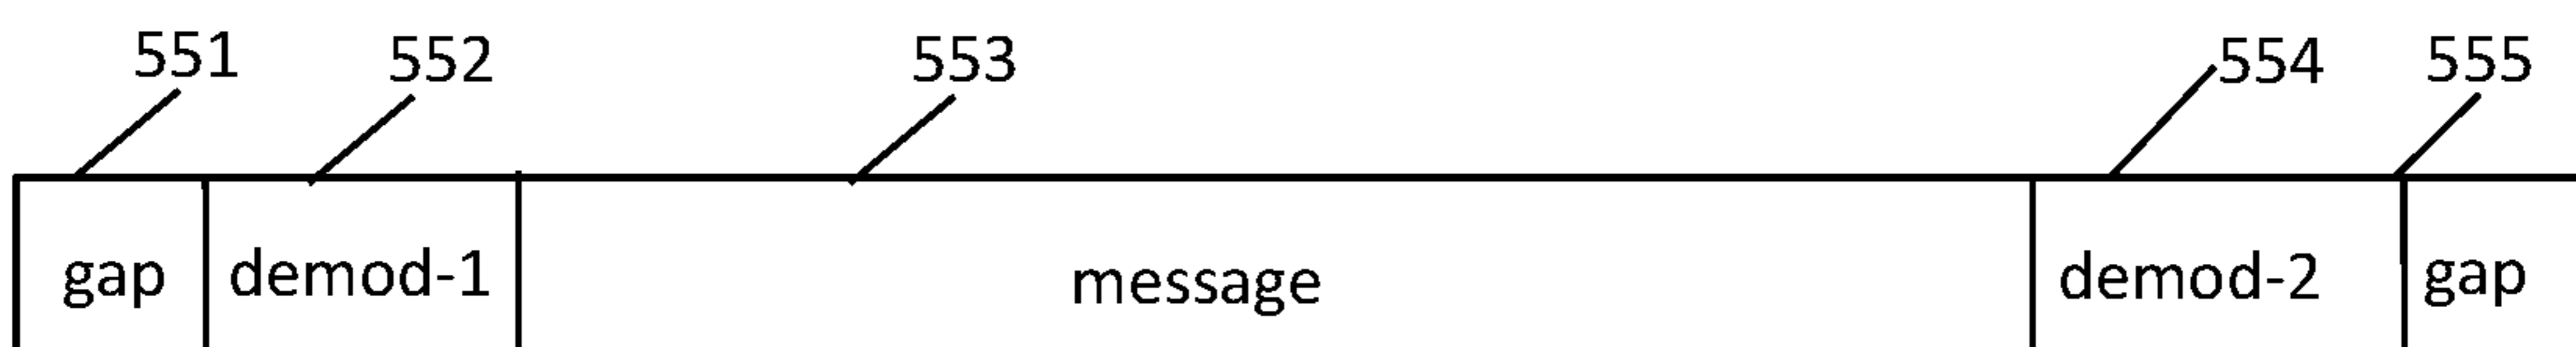 551 552 553 554 555
gap demod-1 message demod-2 gap